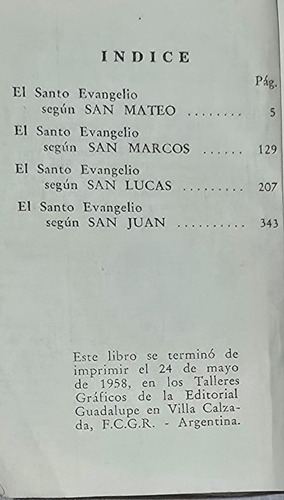 INDICE
Pág.
El Santo Evangelio
según SAN MATEO ........ 5
El Santo Evangelio
según SAN MARCOS ...... 129
El Santo Evangelio
según SAN LUCAS ........ 207
El Santo Evangelio
según SAN JUAN .......... 343
Este libro se terminó de
imprimir el 24 de mayo
de 1958, en los Talleres
Gráficos de la Editorial
Guadalupe en Villa Calza-
da, F.C.G.R. - Argentina.